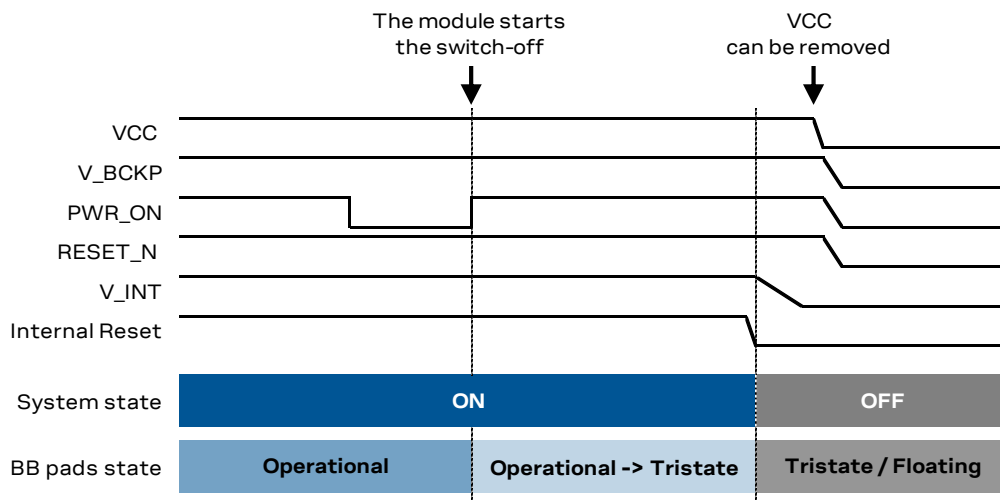 The module starts
the switch-off
VCC
can be removed
VCC
V_BCKP
PWR_ON
RESET_N
V_INT
Internal Reset
System state
ON
OFF
BB pads state
Operational
Operational -> Tristate
Tristate / Floating